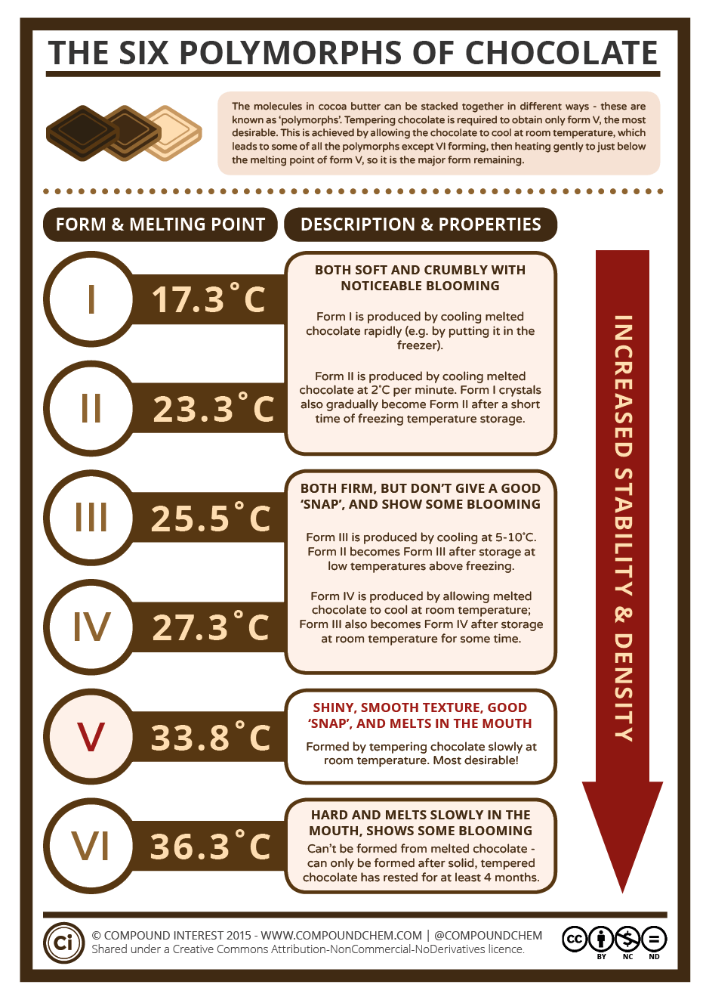 THE SIX POLYMORPHS OF CHOCOLATE
The molecules in cocoa butter can be stacked together in different ways - these are
known as ‘polymorphs’. Tempering chocolate is required to obtain only form V, the most
desirable. This is achieved by allowing the chocolate to cool at room temperature, which
leads to some of all the polymorphs except VI forming, then heating gently to just below
the melting point of form V, so it is the major form remaining.
FORM & MELTING POINT
DESCRIPTION & PROPERTIES
I
17.3˚C
BOTH SOFT AND CRUMBLY WITH
NOTICEABLE BLOOMING
Form I is produced by cooling melted
chocolate rapidly (e.g. by putting it in the
freezer).
II
23.3˚C
Form II is produced by cooling melted
chocolate at 2˚C per minute. Form I crystals
also gradually become Form II after a short
time of freezing temperature storage.
III
25.5˚C
BOTH FIRM, BUT DON’T GIVE A GOOD
‘SNAP’, AND SHOW SOME BLOOMING
Form III is produced by cooling at 5-10˚C.
Form II becomes Form III after storage at
low temperatures above freezing.
IV
27.3˚C
Form IV is produced by allowing melted
chocolate to cool at room temperature;
Form III also becomes Form IV after storage
at room temperature for some time.
V
33.8˚C
SHINY, SMOOTH TEXTURE, GOOD
‘SNAP’, AND MELTS IN THE MOUTH
Formed by tempering chocolate slowly at
room temperature. Most desirable!
VI
36.3˚C
HARD AND MELTS SLOWLY IN THE
MOUTH, SHOWS SOME BLOOMING
Can’t be formed from melted chocolate -
can only be formed after solid, tempered
chocolate has rested for at least 4 months.
INCREASED STABILITY & DENSITY
Ci
© COMPOUND INTEREST 2015 - WWW.COMPOUNDCHEM.COM | @COMPOUNDCHEM
Shared under a Creative Commons Attribution-NonCommercial-NoDerivatives licence.
cc
BY
NC
ND